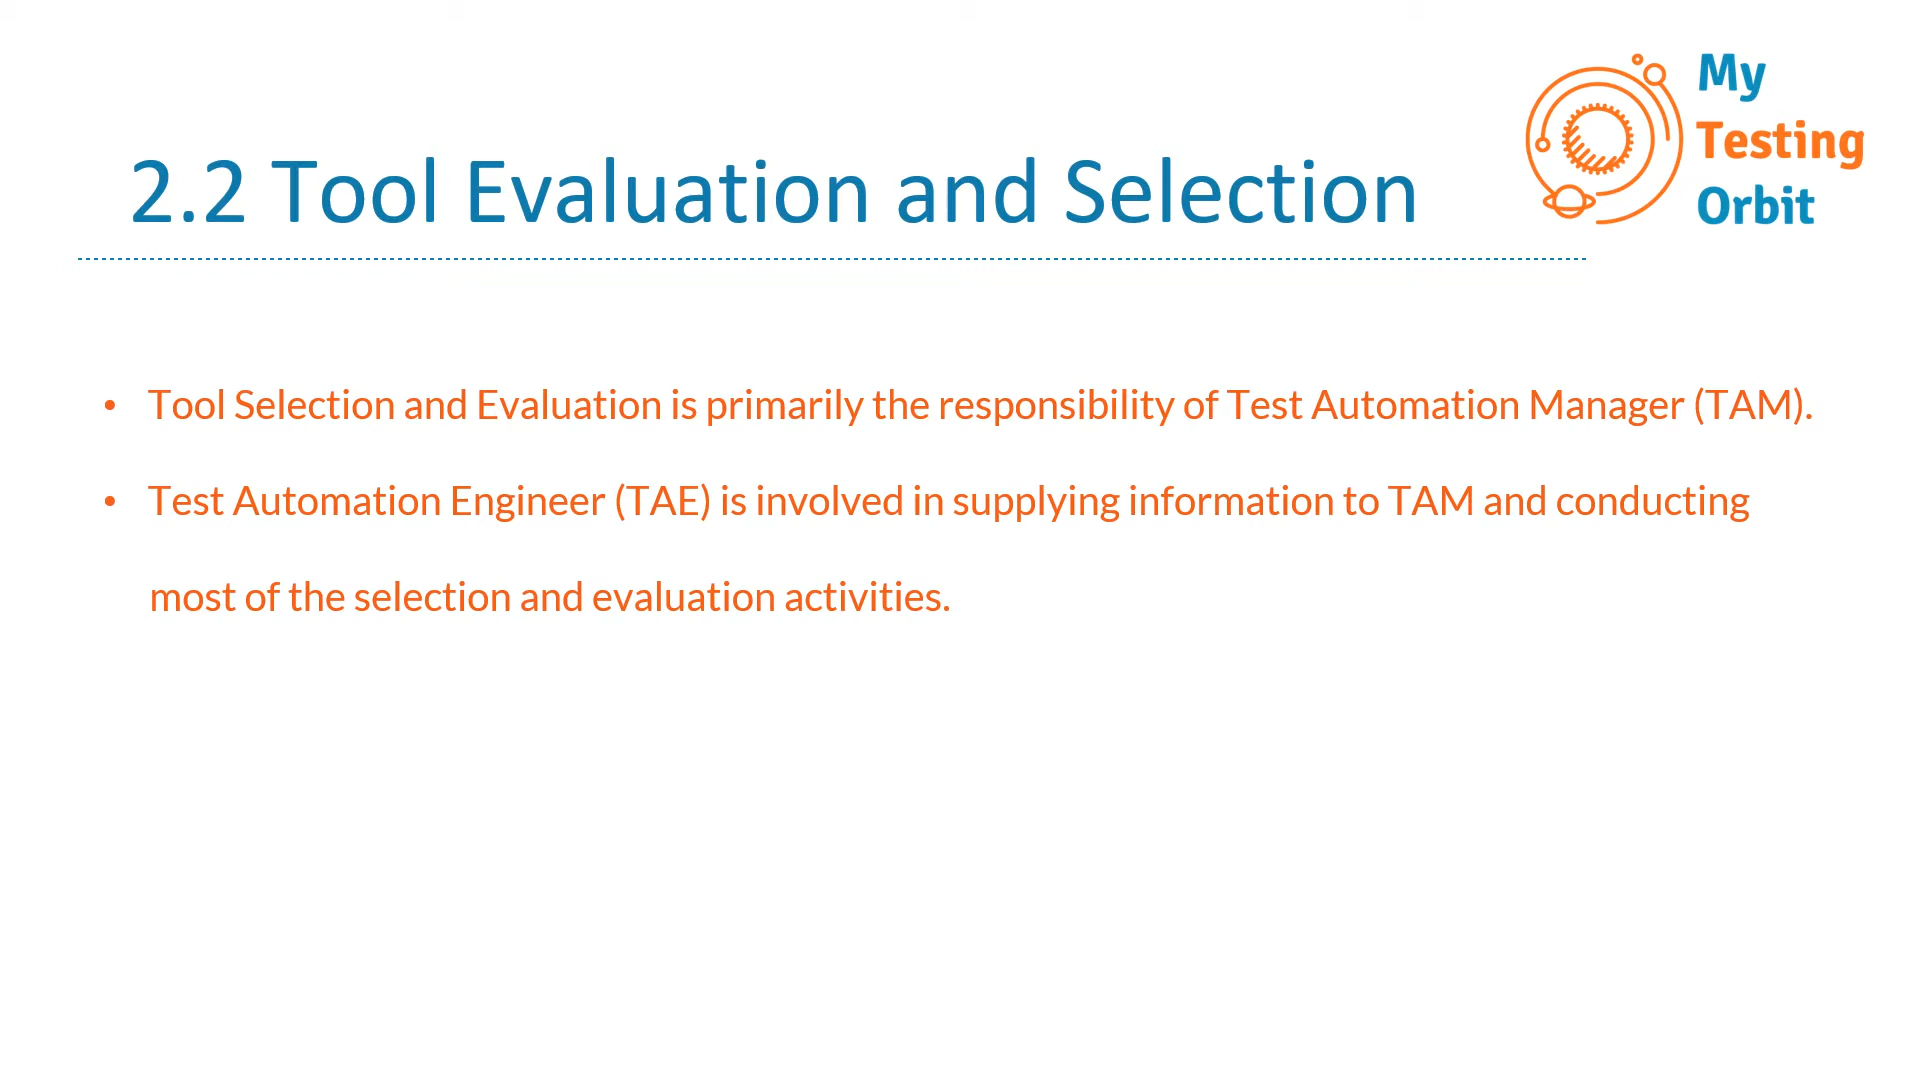 My
Testing
Orbit
2.2 Tool Evaluation and Selection
• Tool Selection and Evaluation is primarily the responsibility of Test Automation Manager (TAM).
• Test Automation Engineer (TAE) is involved in supplying information to TAM and conducting
most of the selection and evaluation activities.